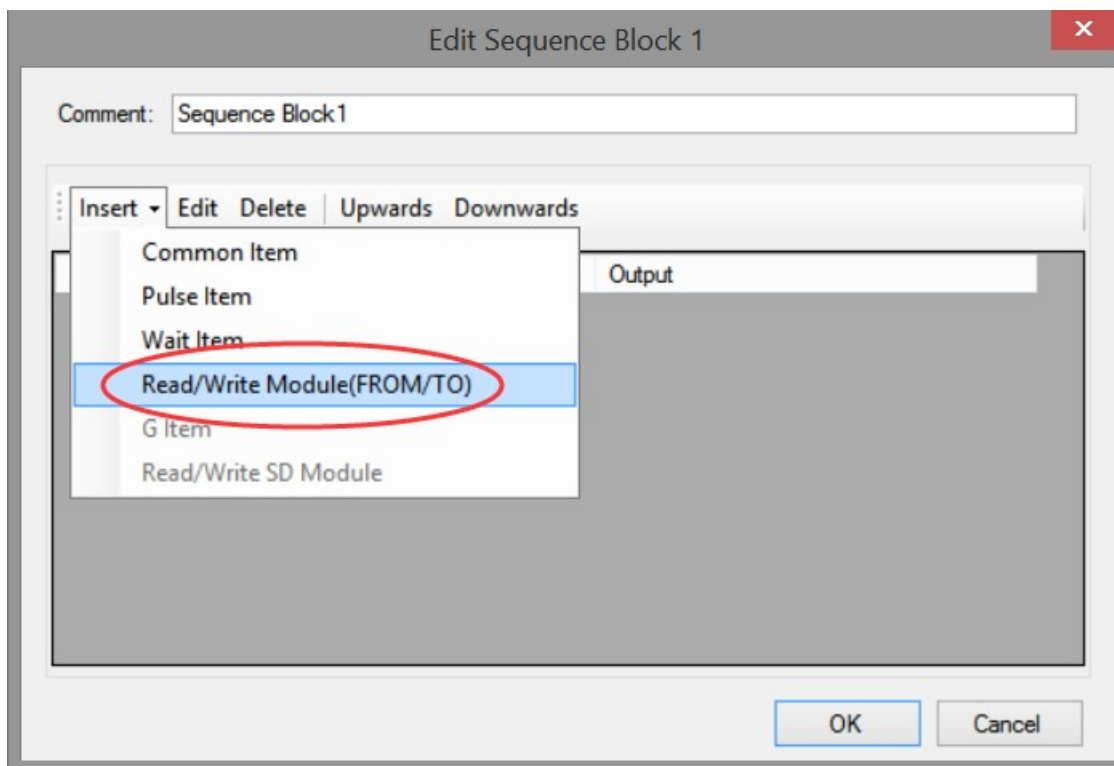 Edit Sequence Block 1
Comment: Sequence Block1
Insert Edit Delete Upwards Downwards
Common Item
Output
Pulse Item
Wait Item
Read/Write Module(FROM/TO)
G Item
Read/Write SD Module
OK Cancel